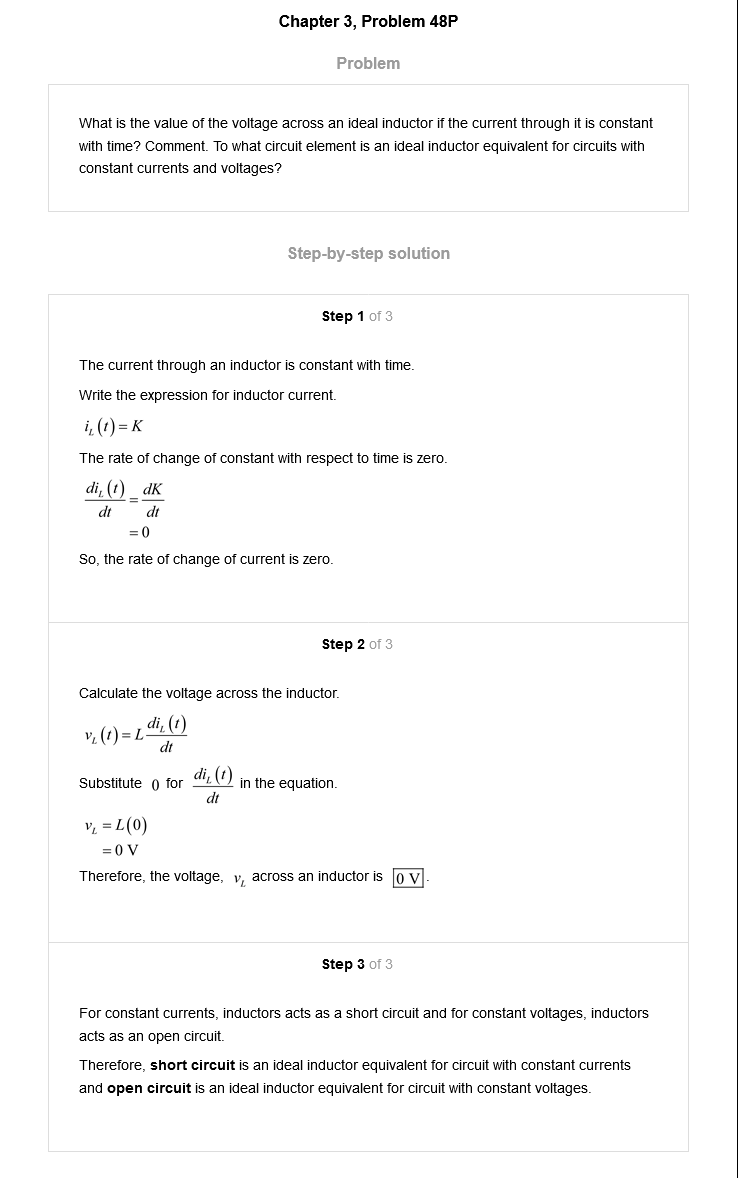 Chapter 3, Problem 48P
Problem
What is the value of the voltage across an ideal inductor if the current through it is constant
with time? Comment. To what circuit element is an ideal inductor equivalent for circuits with
constant currents and voltages?
Step-by-step solution
Step 1 of 3
The current through an inductor is constant with time.
Write the expression for inductor current.
i_L(t) = K
The rate of change of constant with respect to time is zero.
di_L(t)/dt = dK/dt
= 0
So, the rate of change of current is zero.
Step 2 of 3
Calculate the voltage across the inductor.
v_L(t) = L di_L(t)/dt
Substitute 0 for di_L(t)/dt in the equation.
v_L = L(0)
= 0 V
Therefore, the voltage, v_L across an inductor is 0 V.
Step 3 of 3
For constant currents, inductors acts as a short circuit and for constant voltages, inductors
acts as an open circuit.
Therefore, short circuit is an ideal inductor equivalent for circuit with constant currents
and open circuit is an ideal inductor equivalent for circuit with constant voltages.